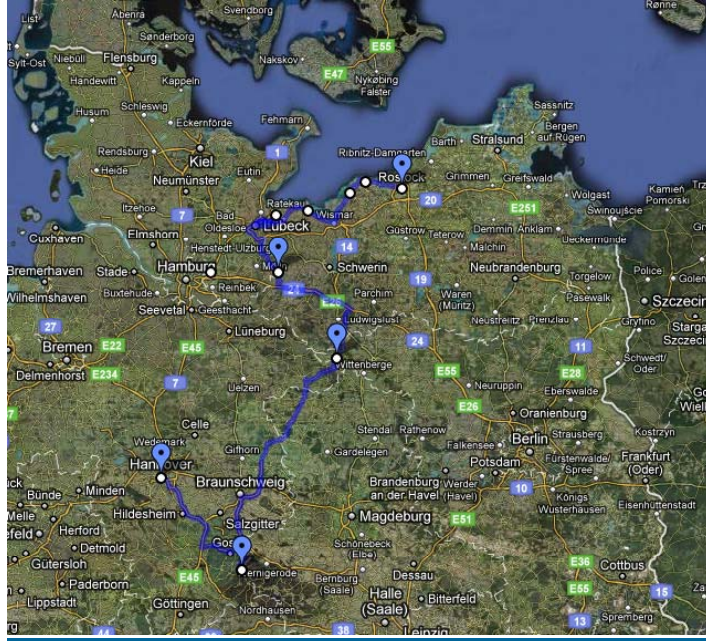 List
Åbenrå
Svendborg
Rønne
Sønderborg
Sylt-Ost
Niebüll
Flensburg
Nakskov
E55
Handewitt
Kappeln
E47
Nykøbing
Falster
Husum
Schleswig
Eckernförde
Fehmarn
Sassnitz
Rendsburg
Kiel
1
Ribnitz-Damgarten
Barth
Stralsund
Bergen
auf Rügen
Heide
Eutin
Neumünster
Rostock
Grimmen
Greifswald
Itzehoe
7
Bad
Oldesloe
Ratekau
Wismar
20
E251
Wolgast
Kamień
Pomorski
Świnoujście
Cuxhaven
Elmshorn
Lübeck
Henstedt-Ulzburg
14
Güstrow
Teterow
Demmin
Anklam
Ueckermünde
Malchin
Bremerhaven
Stade
Hamburg
Schwerin
19
Neubrandenburg
Torgelow
Police
Wilhelmshaven
Buxtehude
Reinbek
24
Parchim
Waren
(Müritz)
Pasewalk
Szczecin
Seevetal
Geesthacht
Ludwigslust
Neustrelitz
Prenzlau
Gryfino
27
Lüneburg
24
11
Bremen
E22
E45
Wittenberge
E55
E28
Schwedt/
Oder
Delmenhorst
E234
7
Uelzen
Neuruppin
Eberswalde
E26
Oranienburg
Celle
Wedemark
Stendal
Rathenow
Falkensee
Berlin
Strausberg
Kostrzyn
Hannover
Gifhorn
Gardelegen
Potsdam
Fürstenwalde/
Spree
Frankfurt
(Oder)
Bünde
Minden
Braunschweig
Brandenburg
an der Havel
Werder
(Havel)
10
Königs
Wusterhausen
Melle
Herford
Hildesheim
Salzgitter
Magdeburg
Eisenhüttenstadt
E51
Detmold
Schönebeck
(Elbe)
Gütersloh
E45
Wernigerode
Bernburg
(Saale)
Dessau
E36
Cottbus
Paderborn
E55
Lippstadt
Göttingen
Nordhausen
Halle
(Saale)
Bitterfeld
15
Spremberg
44
38
Leipzig
13